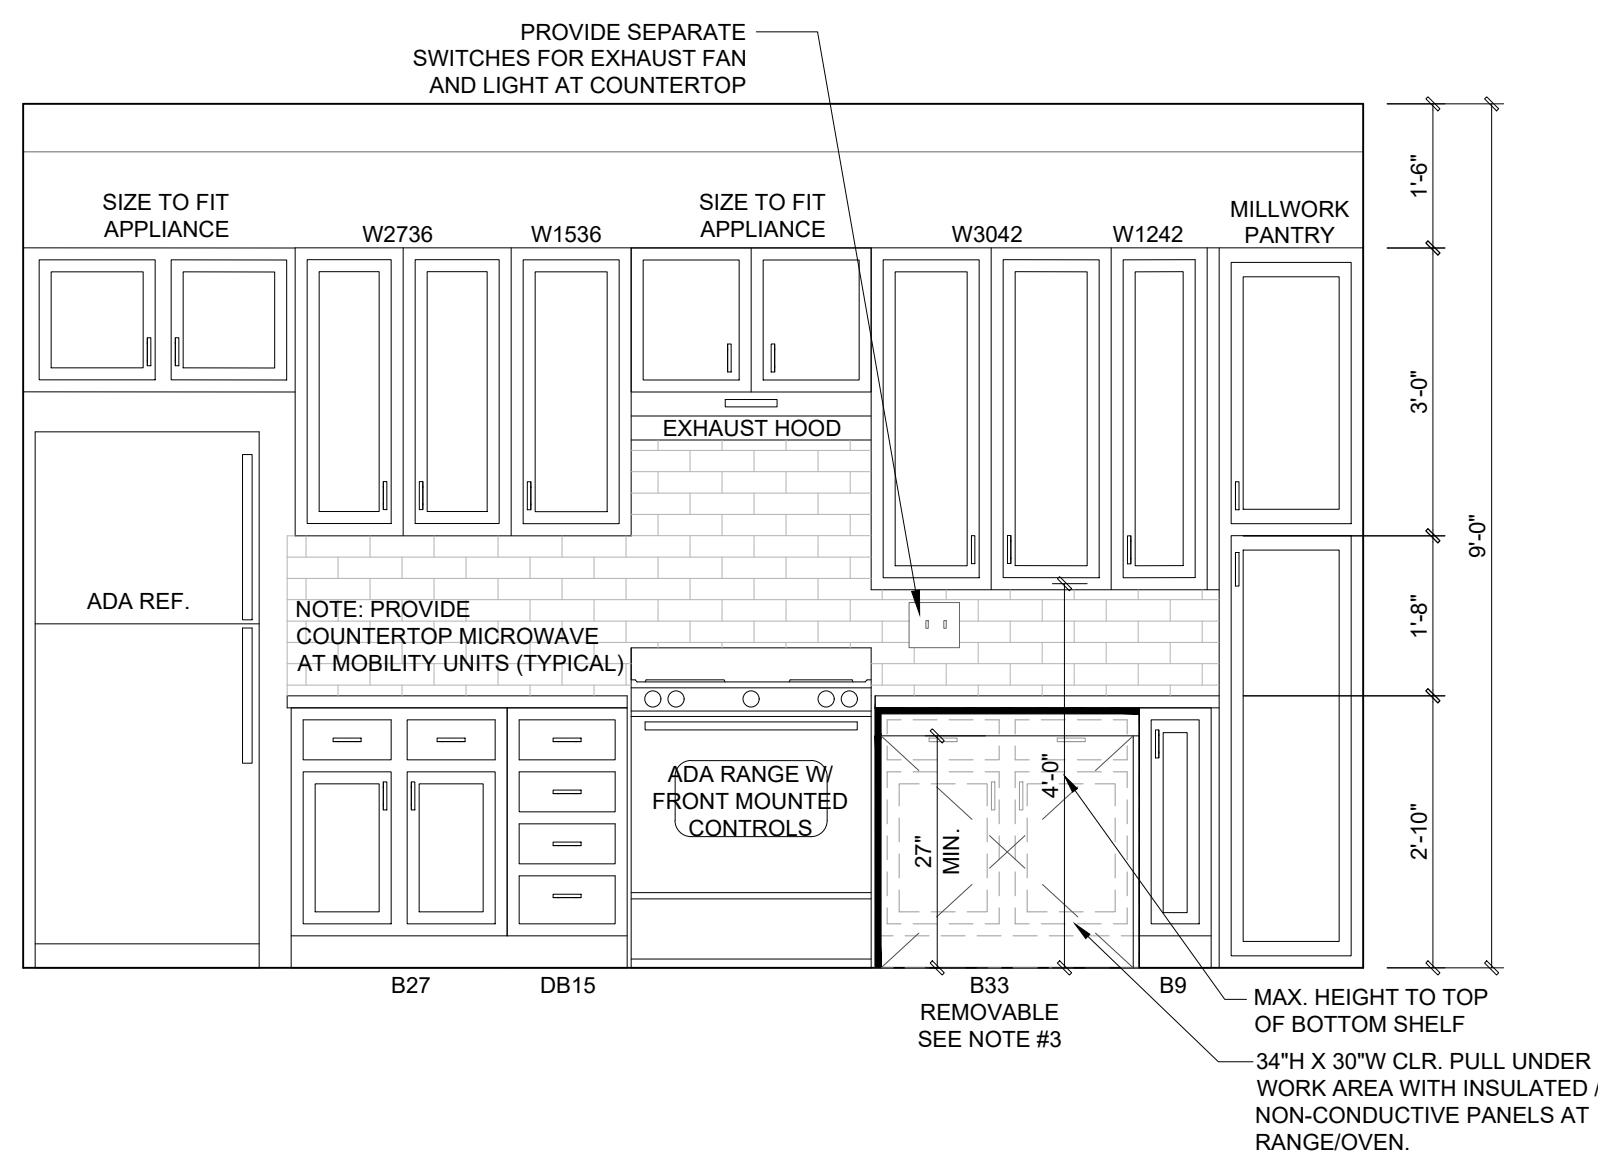 PROVIDE SEPARATE
SWITCHES FOR EXHAUST FAN
AND LIGHT AT COUNTERTOP
SIZE TO FIT
APPLIANCE
W2736
W1536
SIZE TO FIT
APPLIANCE
W3042
W1242
MILLWORK
PANTRY
1'-6"
3'-0"
1'-8"
2'-10"
9'-0"
EXHAUST HOOD
ADA REF.
NOTE: PROVIDE
COUNTERTOP MICROWAVE
AT MOBILITY UNITS (TYPICAL)
ADA RANGE W/
FRONT MOUNTED
CONTROLS
27"
MIN.
4'-0"
B27
DB15
B33
REMOVABLE
SEE NOTE #3
B9
MAX. HEIGHT TO TOP
OF BOTTOM SHELF
34"H X 30"W CLR. PULL UNDER
WORK AREA WITH INSULATED /
NON-CONDUCTIVE PANELS AT
RANGE/OVEN.